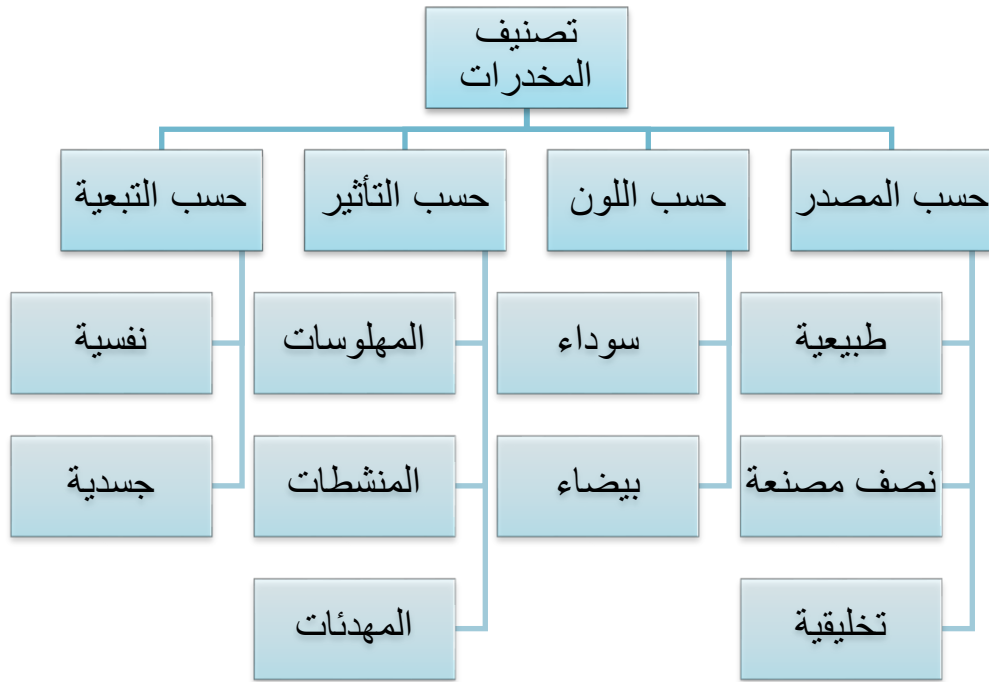 تصنيف
المخدرات
حسب المصدر
حسب اللون
حسب التأثير
حسب التبعية
طبيعية
سوداء
المهلوسات
نفسية
نصف مصنعة
بيضاء
المنشطات
جسدية
تخليقية
المهدئات